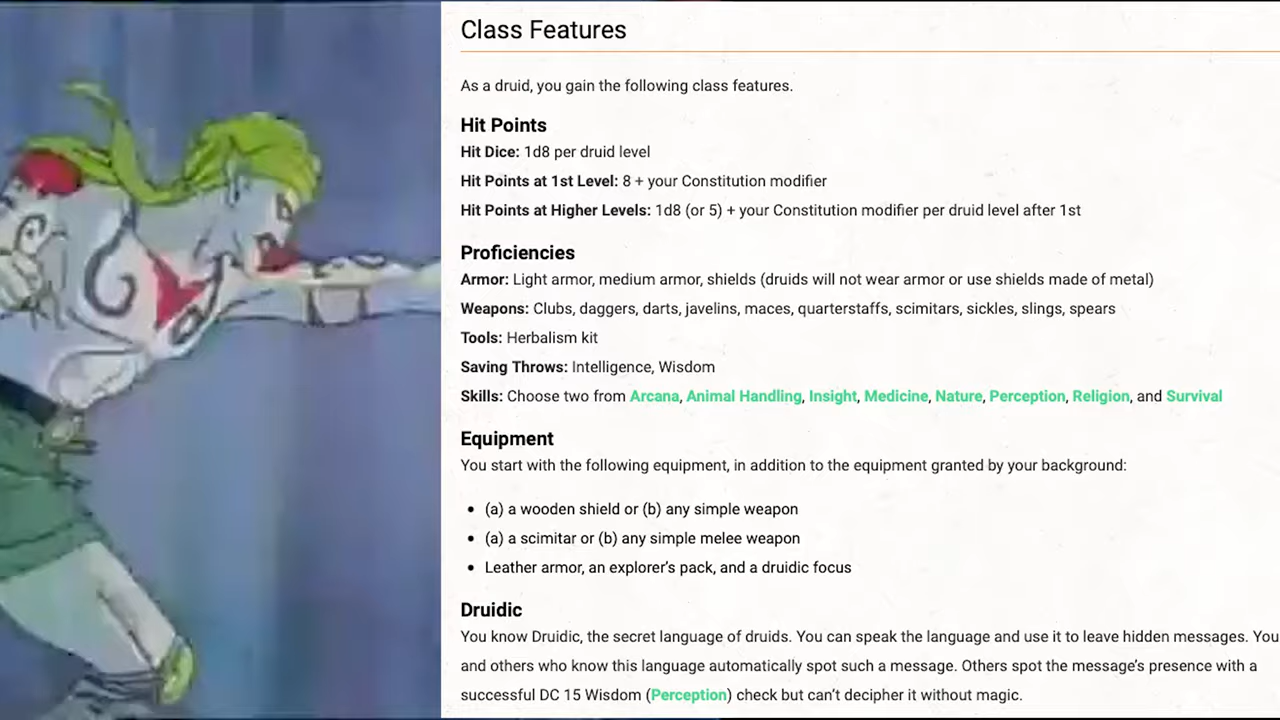 Class Features
As a druid, you gain the following class features.
Hit Points
Hit Dice: 1d8 per druid level
Hit Points at 1st Level: 8 + your Constitution modifier
Hit Points at Higher Levels: 1d8 (or 5) + your Constitution modifier per druid level after 1st
Proficiencies
Armor: Light armor, medium armor, shields (druids will not wear armor or use shields made of metal)
Weapons: Clubs, daggers, darts, javelins, maces, quarterstaffs, scimitars, sickles, slings, spears
Tools: Herbalism kit
Saving Throws: Intelligence, Wisdom
Skills: Choose two from Arcana, Animal Handling, Insight, Medicine, Nature, Perception, Religion, and Survival
Equipment
You start with the following equipment, in addition to the equipment granted by your background:
• (a) a wooden shield or (b) any simple weapon
• (a) a scimitar or (b) any simple melee weapon
• Leather armor, an explorer’s pack, and a druidic focus
Druidic
You know Druidic, the secret language of druids. You can speak the language and use it to leave hidden messages. You
and others who know this language automatically spot such a message. Others spot the message’s presence with a
successful DC 15 Wisdom (Perception) check but can’t decipher it without magic.